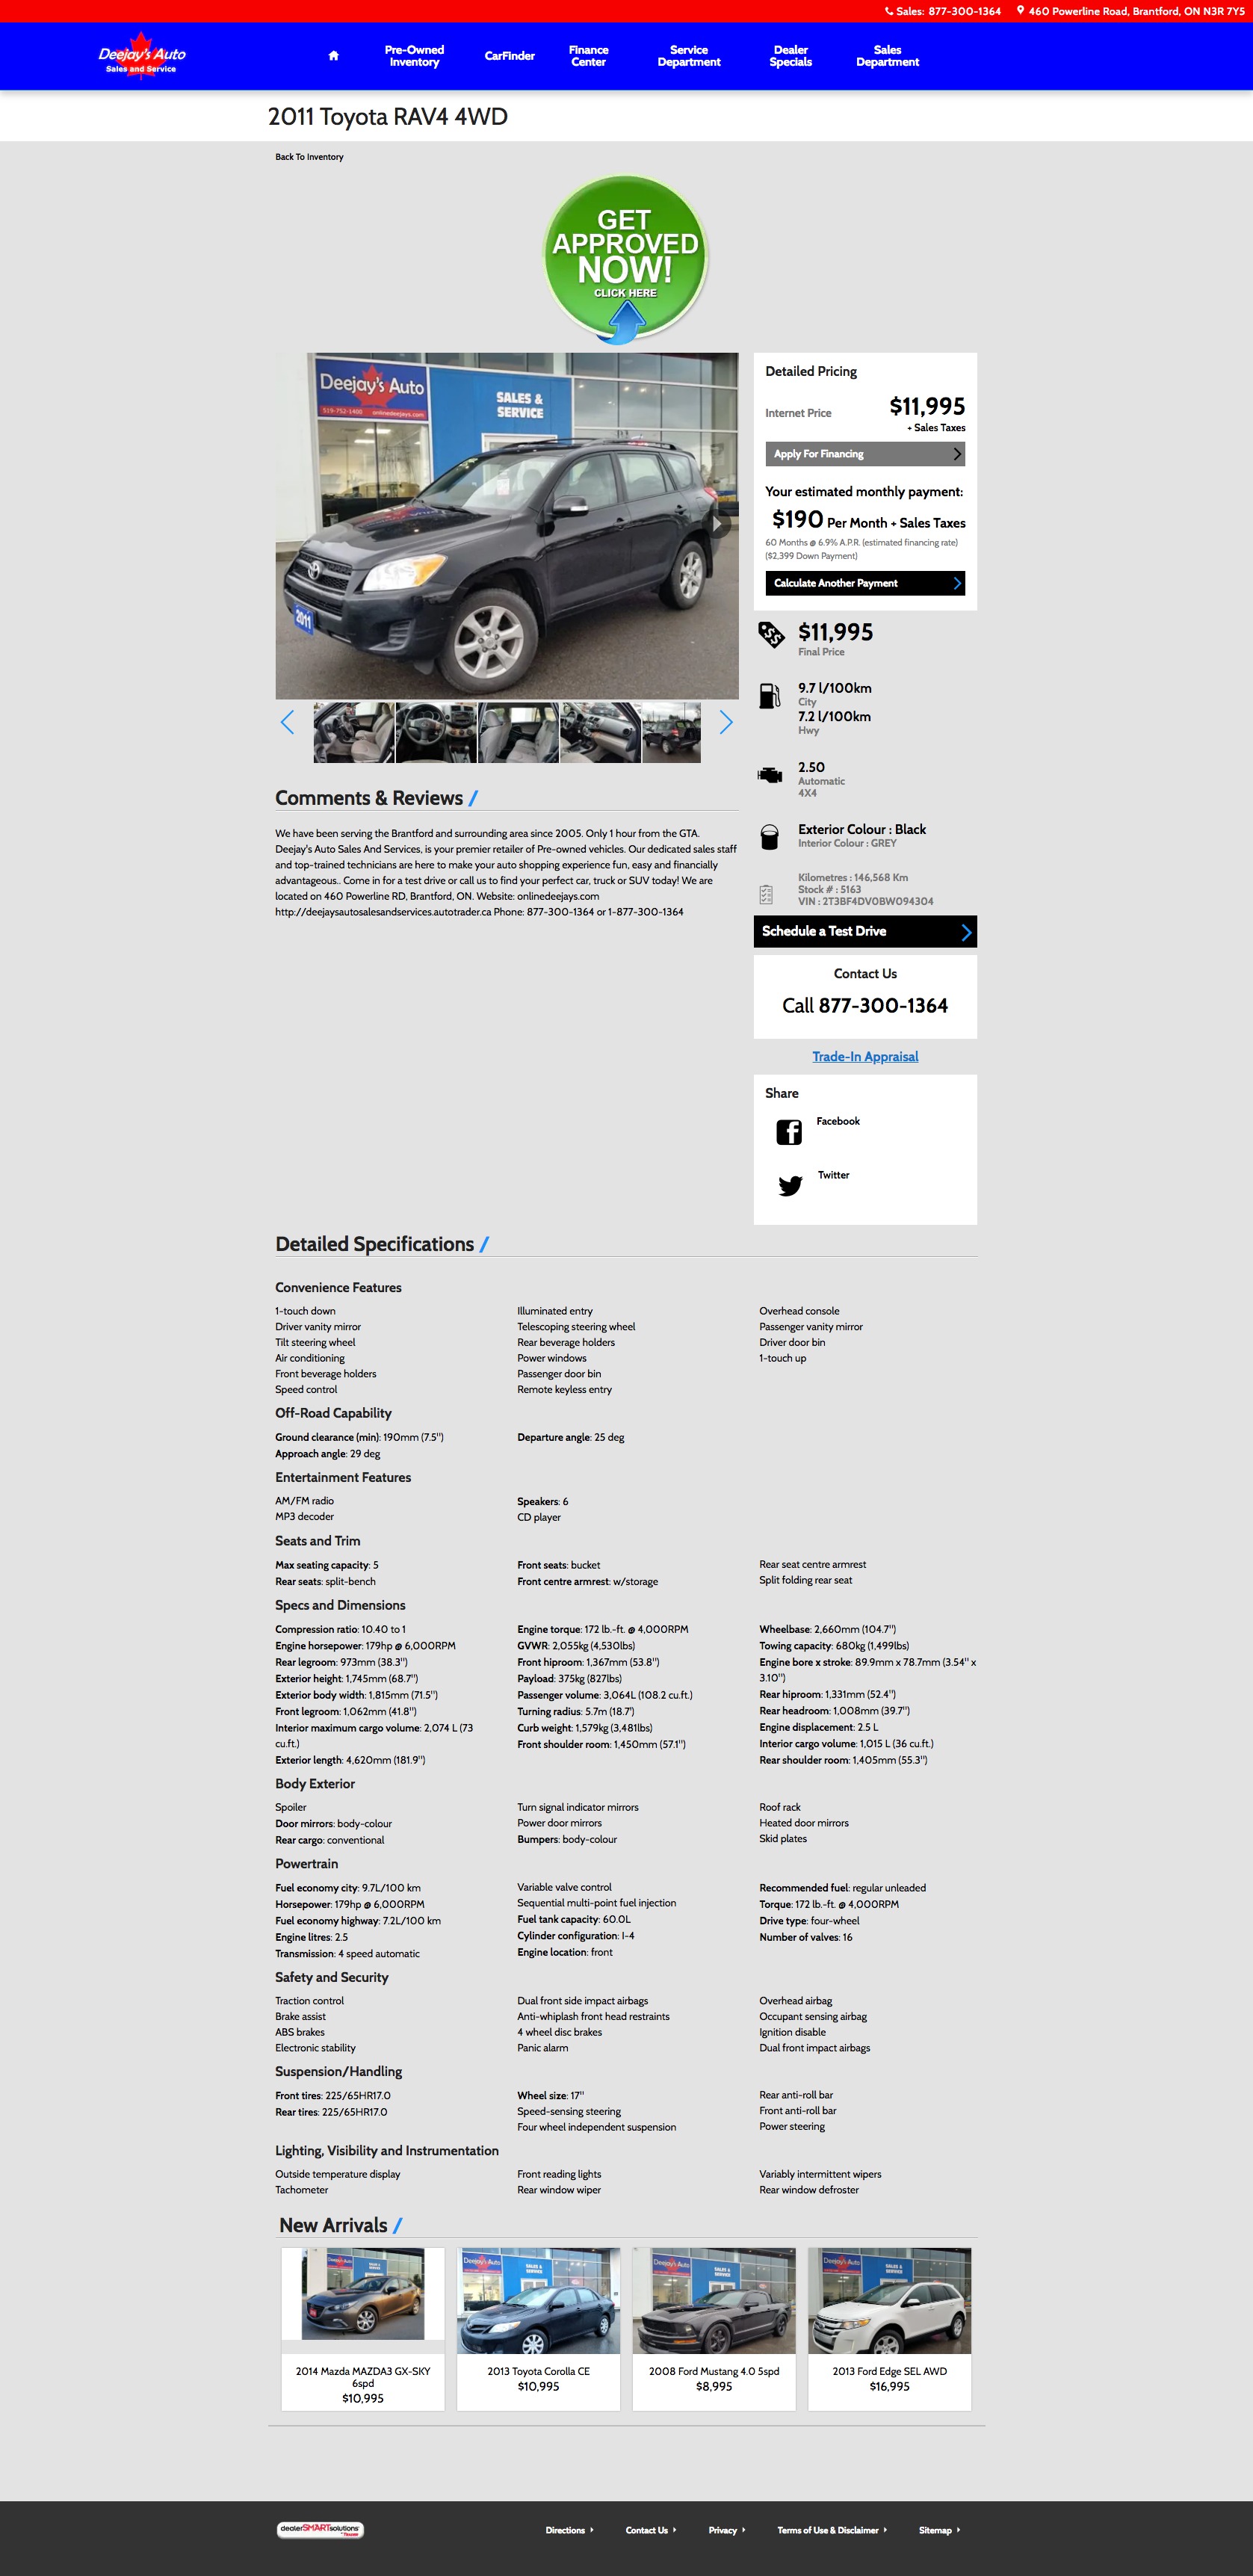 Sales: 877-300-1364 460 Powerline Road, Brantford, ON N3R 7Y5
Deejay's Auto
Sales and Service
Pre-Owned Inventory
CarFinder
Finance Center
Service Department
Dealer Specials
Sales Department
2011 Toyota RAV4 4WD
Back To Inventory
GET
APPROVED
NOW!
CLICK HERE
Deejay's Auto
519-752-1400 onlinedeejays.com
SALES &
SERVICE
2011
Detailed Pricing
Internet Price $11,995
+ Sales Taxes
Apply For Financing
Your estimated monthly payment:
$190 Per Month + Sales Taxes
60 Months @ 6.9% A.P.R. (estimated financing rate)
($2,399 Down Payment)
Calculate Another Payment
$11,995
Final Price
9.7 l/100km
City
7.2 l/100km
Hwy
2.50
Automatic
4X4
Exterior Colour : Black
Interior Colour : GREY
Kilometres : 146,568 Km
Stock # : 5163
VIN : 2T3BF4DV0BW094304
Schedule a Test Drive
Contact Us
Call 877-300-1364
Trade-In Appraisal
Share
Facebook
Twitter
Comments & Reviews /
We have been serving the Brantford and surrounding area since 2005. Only 1 hour from the GTA.
Deejay's Auto Sales And Services, is your premier retailer of Pre-owned vehicles. Our dedicated sales staff
and top-trained technicians are here to make your auto shopping experience fun, easy and financially
advantageous.. Come in for a test drive or call us to find your perfect car, truck or SUV today! We are
located on 460 Powerline RD, Brantford, ON. Website: onlinedeejays.com
http://deejaysautosalesandservices.autotrader.ca Phone: 877-300-1364 or 1-877-300-1364
Detailed Specifications /
Convenience Features
1-touch down
Driver vanity mirror
Tilt steering wheel
Air conditioning
Front beverage holders
Speed control
Illuminated entry
Telescoping steering wheel
Rear beverage holders
Power windows
Passenger door bin
Remote keyless entry
Overhead console
Passenger vanity mirror
Driver door bin
1-touch up
Off-Road Capability
Ground clearance (min): 190mm (7.5")
Approach angle: 29 deg
Departure angle: 25 deg
Entertainment Features
AM/FM radio
MP3 decoder
Speakers: 6
CD player
Seats and Trim
Max seating capacity: 5
Rear seats: split-bench
Front seats: bucket
Front centre armrest: w/storage
Rear seat centre armrest
Split folding rear seat
Specs and Dimensions
Compression ratio: 10.40 to 1
Engine horsepower: 179hp @ 6,000RPM
Rear legroom: 973mm (38.3")
Exterior height: 1,745mm (68.7")
Exterior body width: 1,815mm (71.5")
Front legroom: 1,062mm (41.8")
Interior maximum cargo volume: 2,074 L (73
cu.ft.)
Exterior length: 4,620mm (181.9")
Engine torque: 172 lb.-ft. @ 4,000RPM
GVWR: 2,055kg (4,530lbs)
Front hiproom: 1,367mm (53.8")
Payload: 375kg (827lbs)
Passenger volume: 3,064L (108.2 cu.ft.)
Turning radius: 5.7m (18.7')
Curb weight: 1,579kg (3,481lbs)
Front shoulder room: 1,450mm (57.1")
Wheelbase: 2,660mm (104.7")
Towing capacity: 680kg (1,499lbs)
Engine bore x stroke: 89.9mm x 78.7mm (3.54" x
3.10")
Rear hiproom: 1,331mm (52.4")
Rear headroom: 1,008mm (39.7")
Engine displacement: 2.5 L
Interior cargo volume: 1,015 L (36 cu.ft.)
Rear shoulder room: 1,405mm (55.3")
Body Exterior
Spoiler
Door mirrors: body-colour
Rear cargo: conventional
Turn signal indicator mirrors
Power door mirrors
Bumpers: body-colour
Roof rack
Heated door mirrors
Skid plates
Powertrain
Fuel economy city: 9.7L/100 km
Horsepower: 179hp @ 6,000RPM
Fuel economy highway: 7.2L/100 km
Engine litres: 2.5
Transmission: 4 speed automatic
Variable valve control
Sequential multi-point fuel injection
Fuel tank capacity: 60.0L
Cylinder configuration: I-4
Engine location: front
Recommended fuel: regular unleaded
Torque: 172 lb.-ft. @ 4,000RPM
Drive type: four-wheel
Number of valves: 16
Safety and Security
Traction control
Brake assist
ABS brakes
Electronic stability
Dual front side impact airbags
Anti-whiplash front head restraints
4 wheel disc brakes
Panic alarm
Overhead airbag
Occupant sensing airbag
Ignition disable
Dual front impact airbags
Suspension/Handling
Front tires: 225/65HR17.0
Rear tires: 225/65HR17.0
Wheel size: 17"
Speed-sensing steering
Four wheel independent suspension
Rear anti-roll bar
Front anti-roll bar
Power steering
Lighting, Visibility and Instrumentation
Outside temperature display
Tachometer
Front reading lights
Rear window wiper
Variably intermittent wipers
Rear window defroster
New Arrivals /
2014 Mazda MAZDA3 GX-SKY
6spd
$10,995
2013 Toyota Corolla CE
$10,995
2008 Ford Mustang 4.0 5spd
$8,995
2013 Ford Edge SEL AWD
$16,995
dealerSMARTsolutions
Directions
Contact Us
Privacy
Terms of Use & Disclaimer
Sitemap